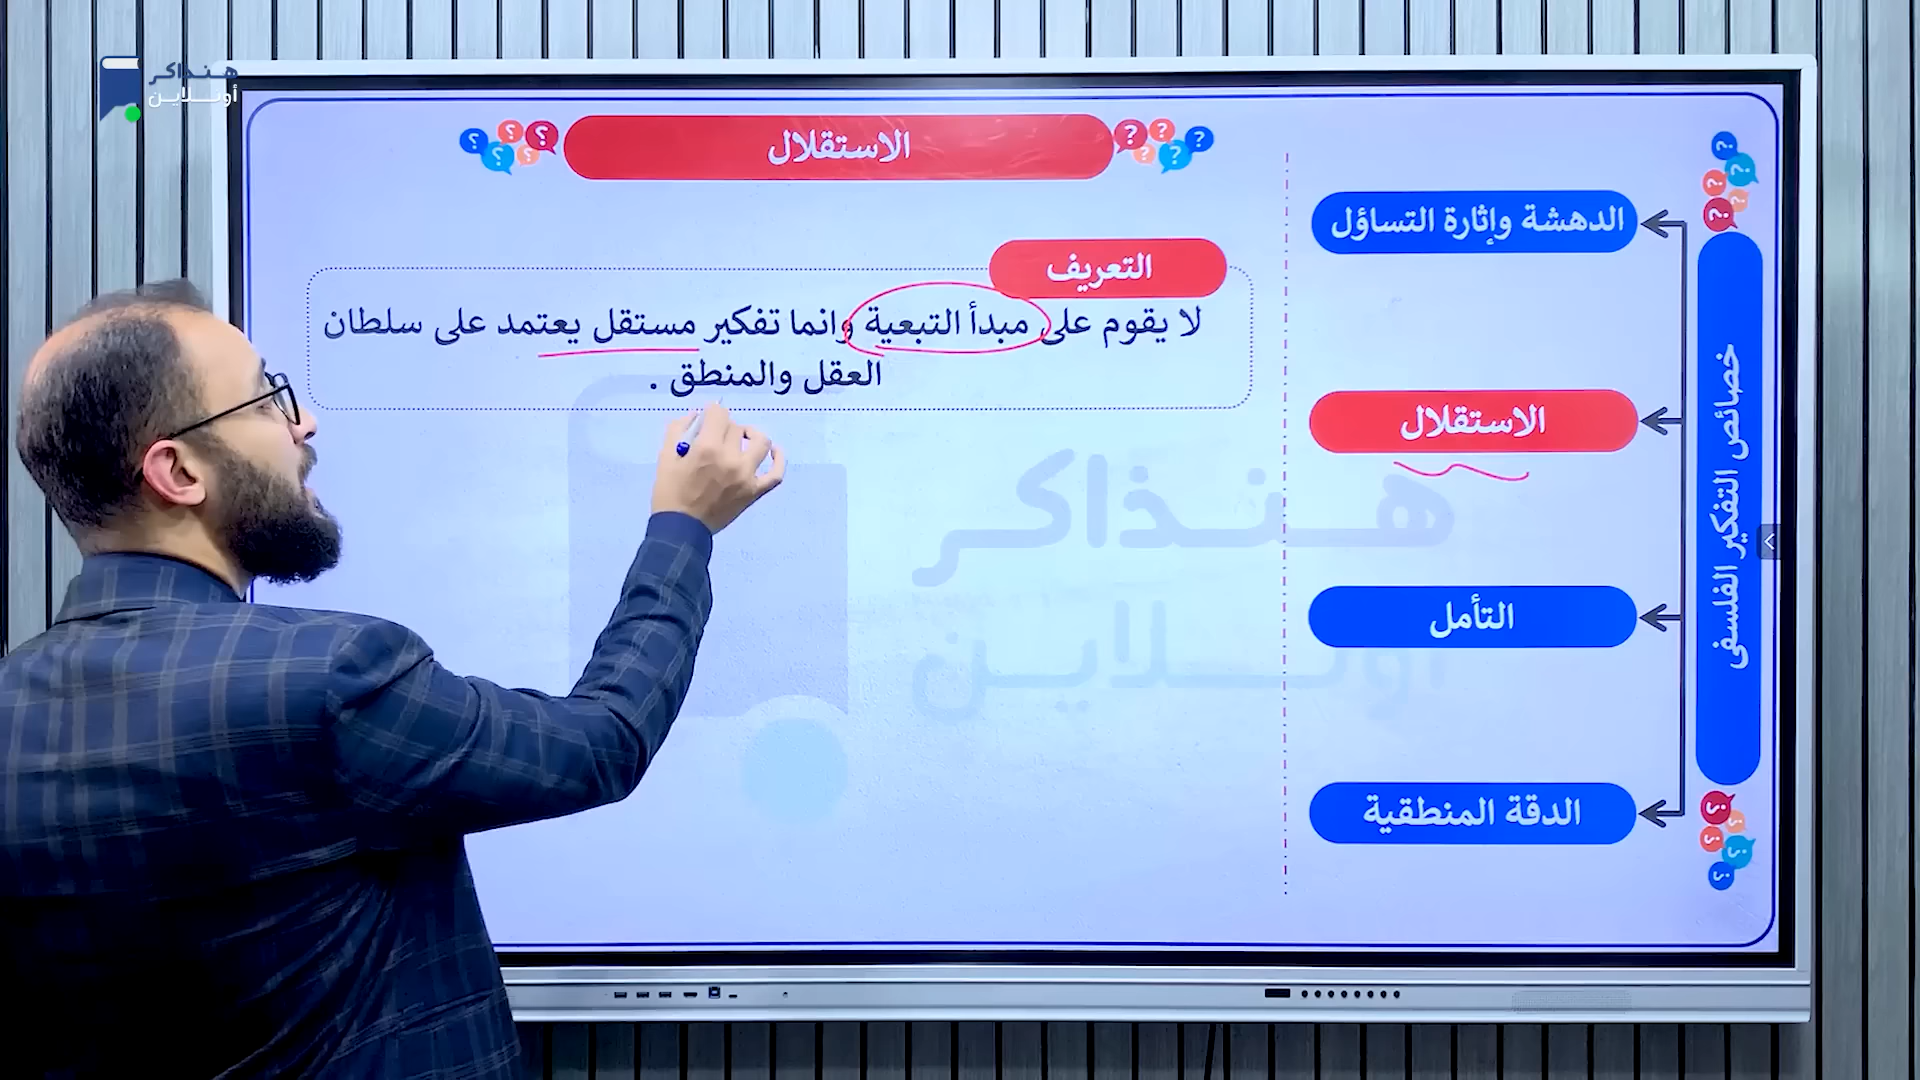 هنذاكر
أونلاين
الاستقلال
التعريف
لا يقوم على مبدأ التبعية وانما تفكير مستقل يعتمد على سلطان
العقل والمنطق .
خصائص التفكير الفلسفى
الدهشة وإثارة التساؤل
الاستقلال
التأمل
الدقة المنطقية
هنذاكر
أونلاين